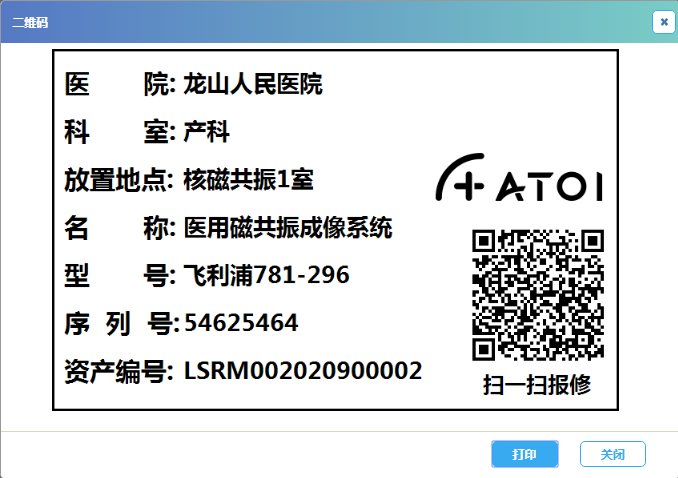 二维码
医 院: 龙山人民医院
科 室: 产科
放置地点: 核磁共振1室
ATOI
名 称: 医用磁共振成像系统
型 号: 飞利浦781-296
序 列 号: 54625464
资产编号: LSRM002020900002
扫一扫报修
打印
关闭